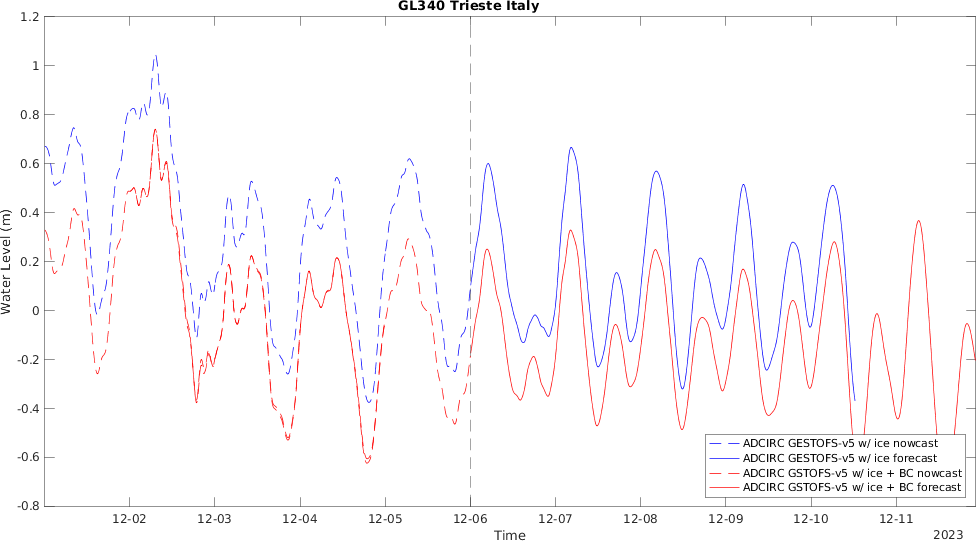 GL340 Trieste Italy
1.2
1
0.8
0.6
0.4
0.2
0
-0.2
-0.4
-0.6
-0.8
Water Level (m)
ADCIRC GESTOFS-v5 w/ ice nowcast
ADCIRC GESTOFS-v5 w/ ice forecast
ADCIRC GSTOFS-v5 w/ ice + BC nowcast
ADCIRC GSTOFS-v5 w/ ice + BC forecast
12-02 12-03 12-04 12-05 12-06 12-07 12-08 12-09 12-10 12-11
Time
2023